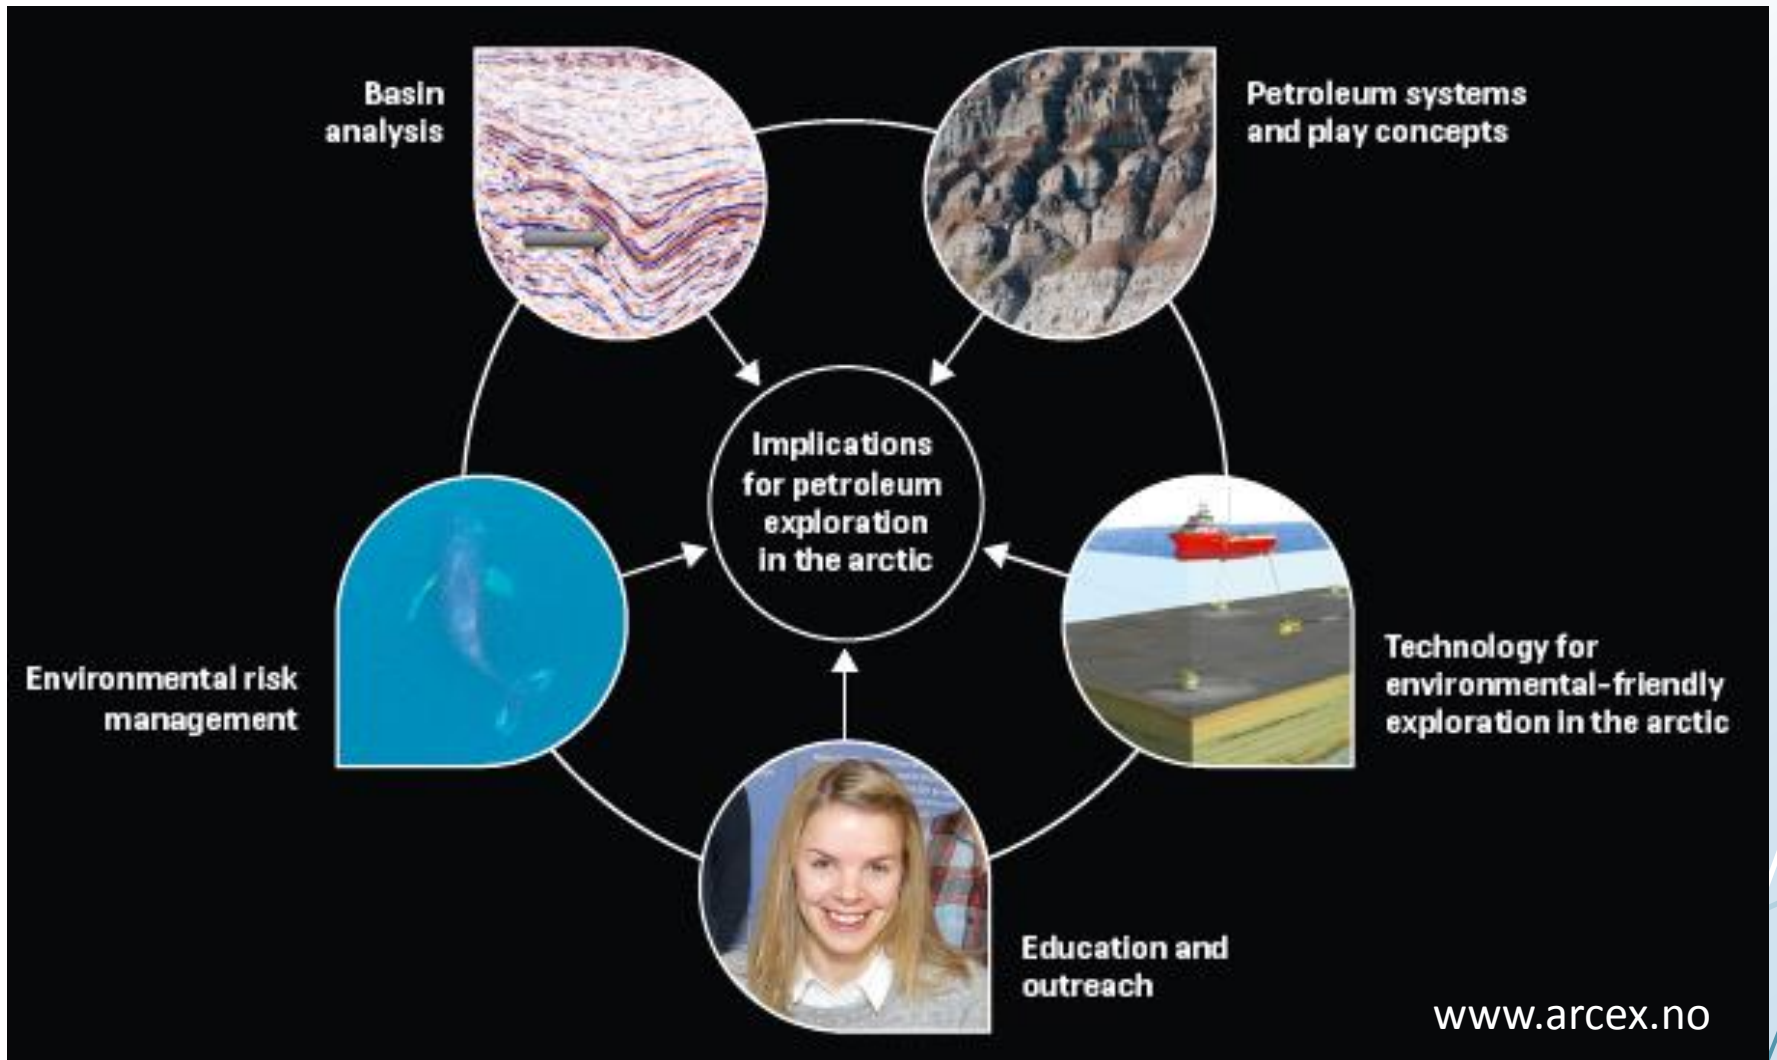 Basin
analysis
Petroleum systems
and play concepts
Implications
for petroleum
exploration
in the arctic
Environmental risk
management
Technology for
environmental-friendly
exploration in the arctic
Education and
outreach
www.arcex.no